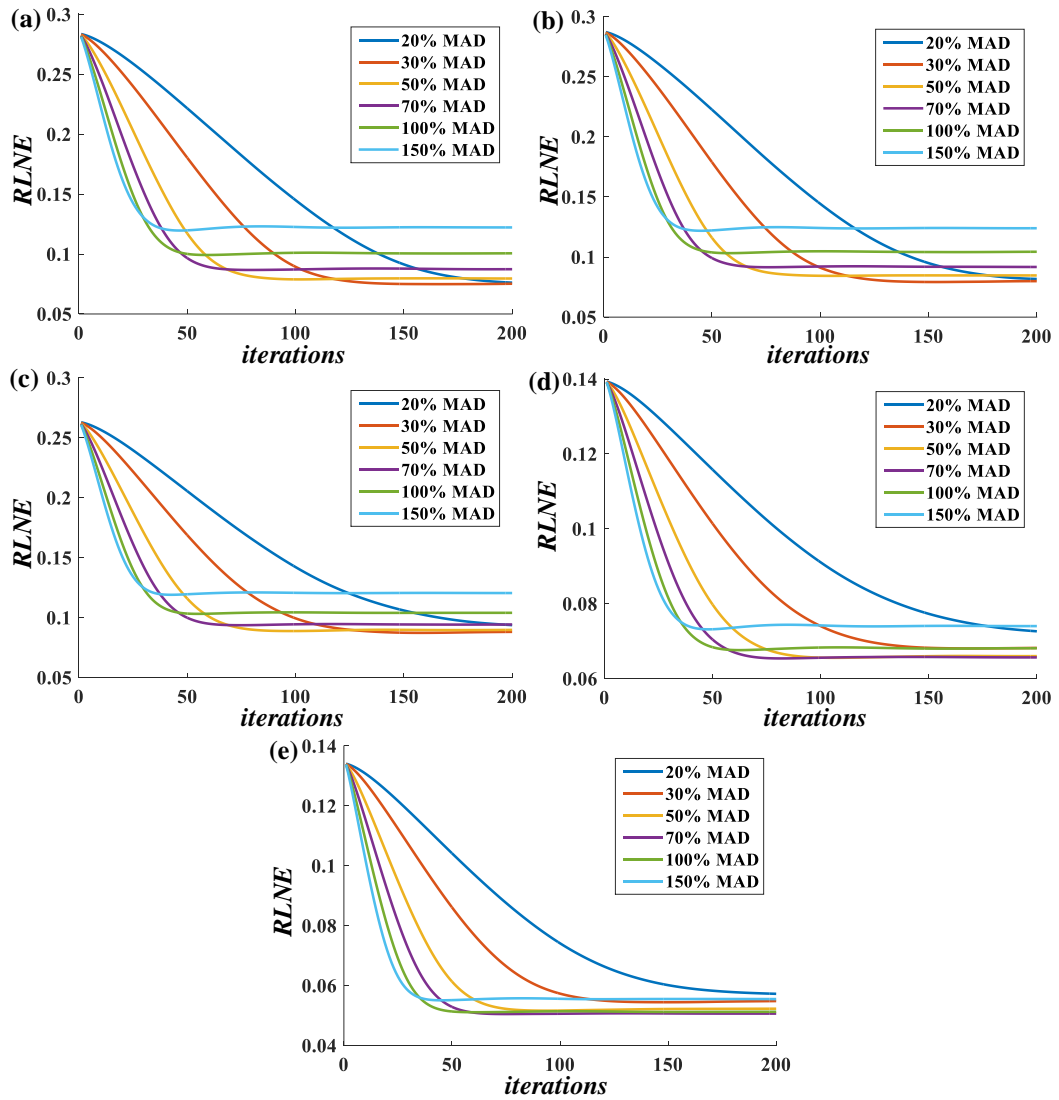 (a)
0.3
0.25
0.2
0.15
0.1
0.05
RLNE
0
50
100
150
200
iterations
20% MAD
30% MAD
50% MAD
70% MAD
100% MAD
150% MAD
(b)
0.3
0.25
0.2
0.15
0.1
0.05
RLNE
0
50
100
150
200
iterations
20% MAD
30% MAD
50% MAD
70% MAD
100% MAD
150% MAD
(c)
0.3
0.25
0.2
0.15
0.1
0.05
RLNE
0
50
100
150
200
iterations
20% MAD
30% MAD
50% MAD
70% MAD
100% MAD
150% MAD
(d)
0.14
0.12
0.1
0.08
0.06
RLNE
0
50
100
150
200
iterations
20% MAD
30% MAD
50% MAD
70% MAD
100% MAD
150% MAD
(e)
0.14
0.12
0.1
0.08
0.06
0.04
RLNE
0
50
100
150
200
iterations
20% MAD
30% MAD
50% MAD
70% MAD
100% MAD
150% MAD